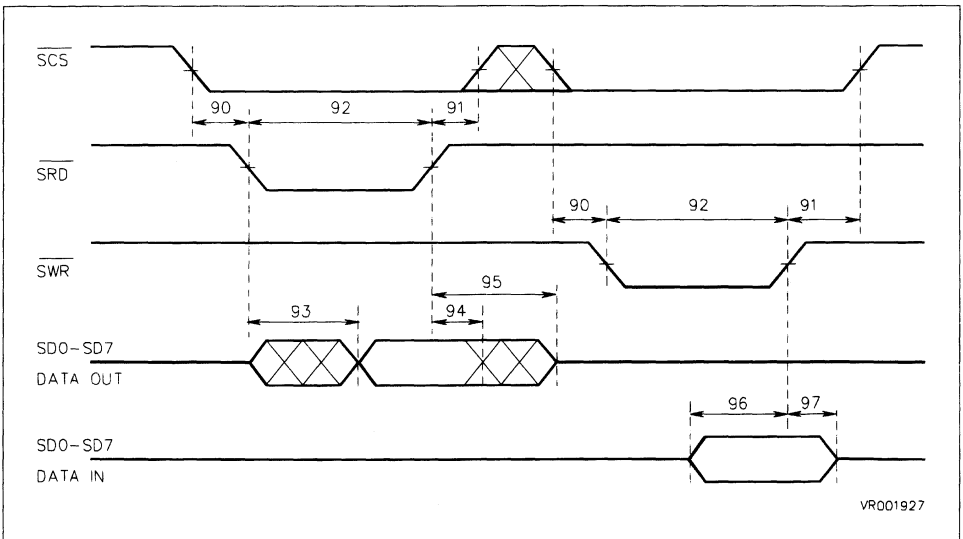 SCS
90 92 91
SRD
90 92 91
SWR
95
93 94
SD0-SD7
DATA OUT
96 97
SD0-SD7
DATA IN
VR001927